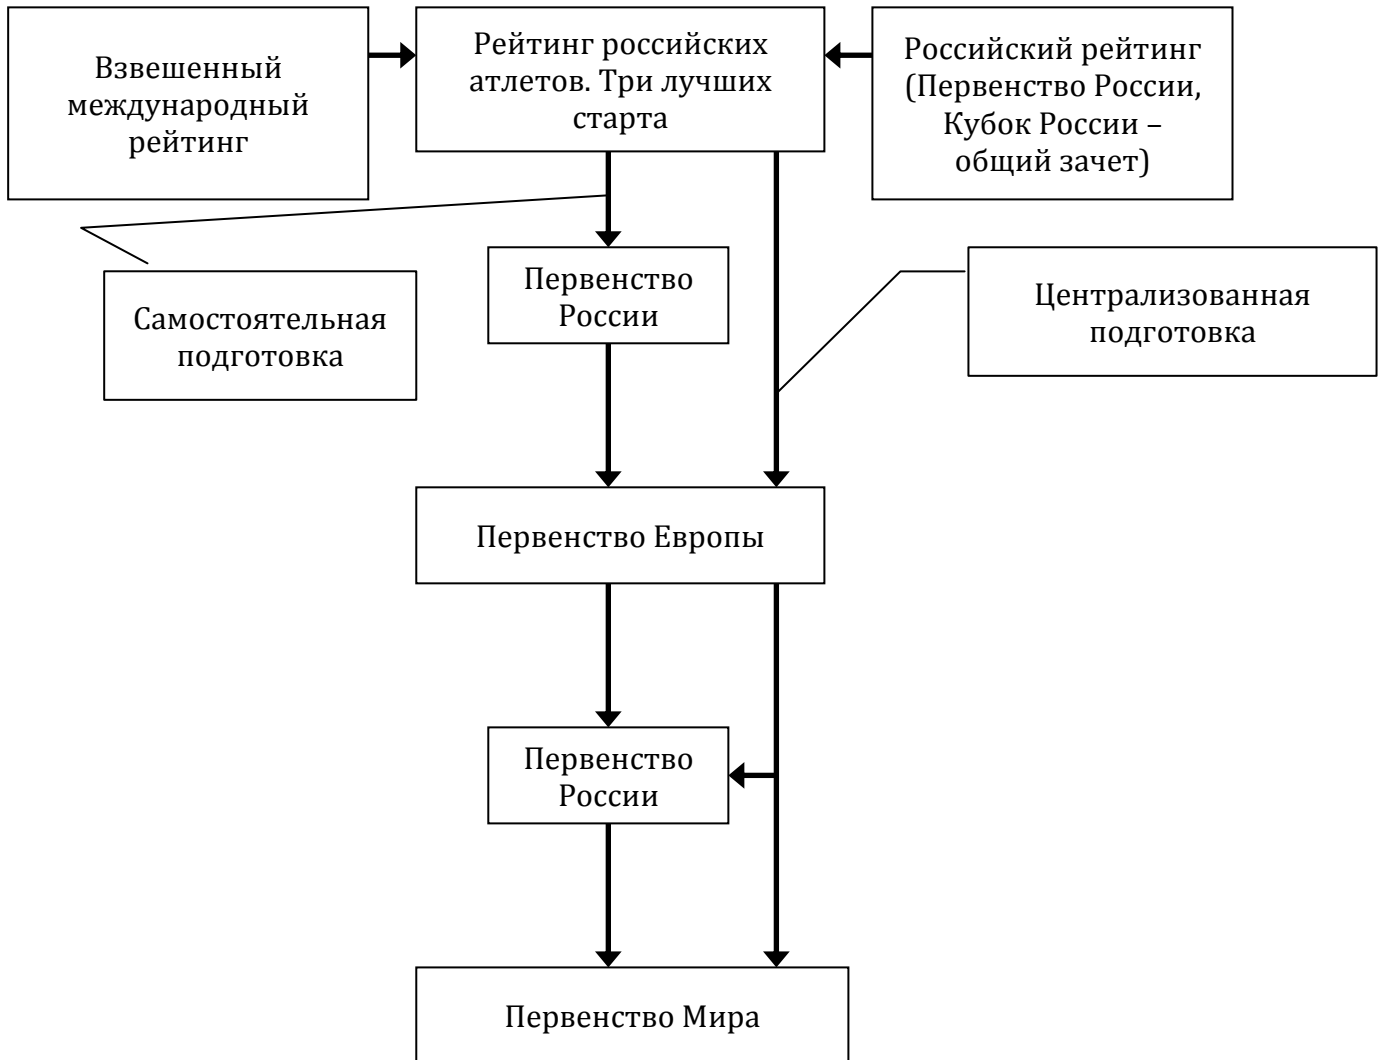 Взвешенный
международный
рейтинг
Рейтинг российских
атлетов. Три лучших
старта
Российский рейтинг
(Первенство России,
Кубок России –
общий зачет)
Самостоятельная
подготовка
Первенство
России
Централизованная
подготовка
Первенство Европы
Первенство
России
Первенство Мира